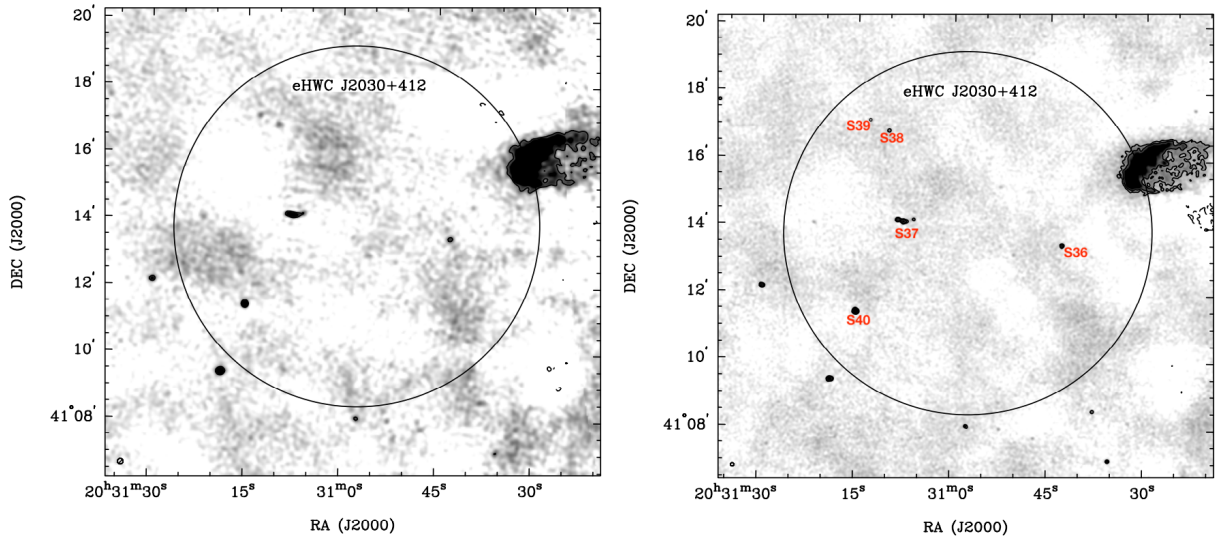 20'
18'
16'
14'
12'
10'
41°08'
DEC (J2000)
eHWC J2030+412
20ʰ31ᵐ30ˢ
15ˢ
31ᵐ0ˢ
45ˢ
30ˢ
RA (J2000)
20'
18'
16'
14'
12'
10'
41°08'
DEC (J2000)
eHWC J2030+412
S39
S38
S37
S36
S40
20ʰ31ᵐ30ˢ
15ˢ
31ᵐ0ˢ
45ˢ
30ˢ
RA (J2000)